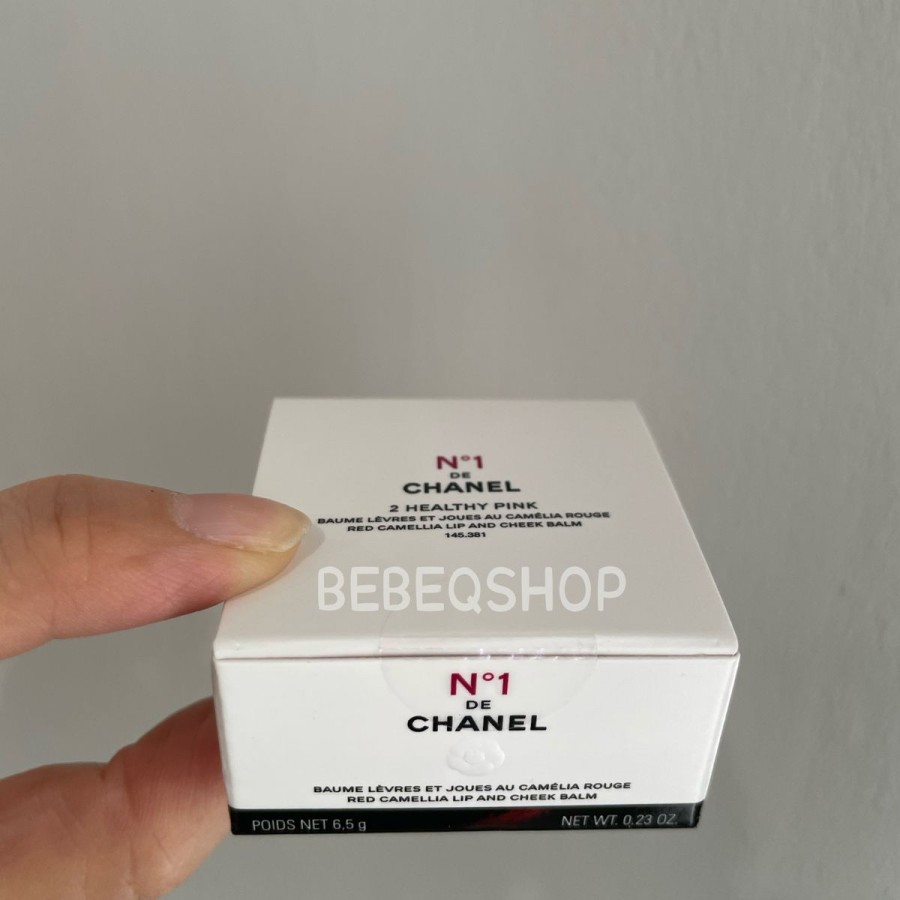 N°1
DE
CHANEL
2 HEALTHY PINK
BAUME LÈVRES ET JOUES AU CAMÉLIA ROUGE
RED CAMELLIA LIP AND CHEEK BALM
145.381
BEBEQSHOP
N°1
DE
CHANEL
BAUME LÈVRES ET JOUES AU CAMÉLIA ROUGE
RED CAMELLIA LIP AND CHEEK BALM
POIDS NET 6,5 g NET WT. 0.23 OZ.